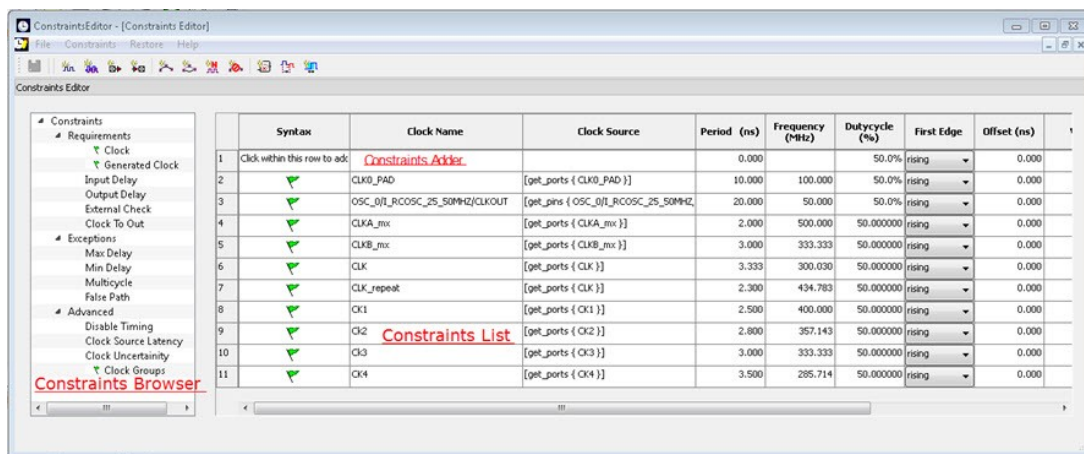 ConstraintsEditor - [Constraints Editor]
File Constraints Restore Help
Constraints Editor
Constraints
Requirements
Clock
Generated Clock
Input Delay
Output Delay
External Check
Clock To Out
Exceptions
Max Delay
Min Delay
Multicycle
False Path
Advanced
Disable Timing
Clock Source Latency
Clock Uncertainity
Clock Groups
Constraints Browser
Syntax Clock Name Clock Source Period (ns) Frequency (MHz) Dutycycle (%) First Edge Offset (ns)
1 Click within this row to add Constraints Adder 0.000 50.0% rising 0.000
2 CLK0_PAD [get_ports { CLK0_PAD }] 10.000 100.000 50.0% rising 0.000
3 OSC_0/I_RCOSC_25_50MHZ/CLKOUT [get_pins { OSC_0/I_RCOSC_25_50MHZ, 20.000 50.000 50.0% rising 0.000
4 CLKA_mx [get_ports { CLKA_mx }] 2.000 500.000 50.000000 rising 0.000
5 CLKB_mx [get_ports { CLKB_mx }] 3.000 333.333 50.000000 rising 0.000
6 CLK [get_ports { CLK }] 3.333 300.030 50.000000 rising 0.000
7 CLK_repeat [get_ports { CLK }] 2.300 434.783 50.000000 rising 0.000
8 CK1 [get_ports { CK1 }] 2.500 400.000 50.000000 rising 0.000
9 Ck2 Constraints List [get_ports { CK2 }] 2.800 357.143 50.000000 rising 0.000
10 Ck3 [get_ports { CK3 }] 3.000 333.333 50.000000 rising 0.000
11 CK4 [get_ports { CK4 }] 3.500 285.714 50.000000 rising 0.000